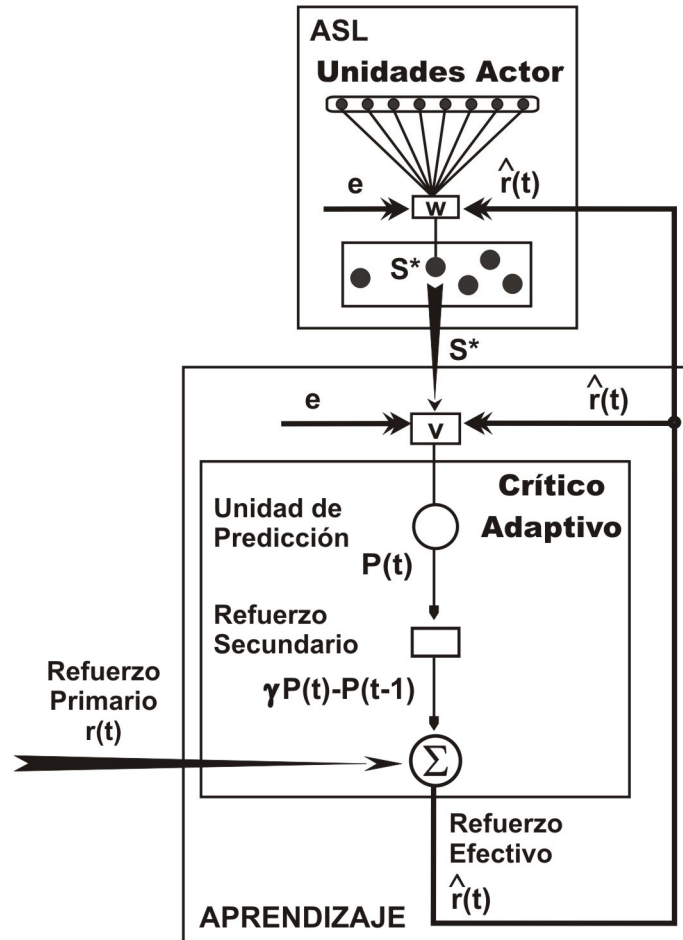 ASL
Unidades Actor
e
r̂(t)
w
S*
S*
e
r̂(t)
v
Crítico
Adaptivo
Unidad de
Predicción
P(t)
Refuerzo
Secundario
γP(t)-P(t-1)
Refuerzo
Primario
r(t)
Σ
Refuerzo
Efectivo
r̂(t)
APRENDIZAJE